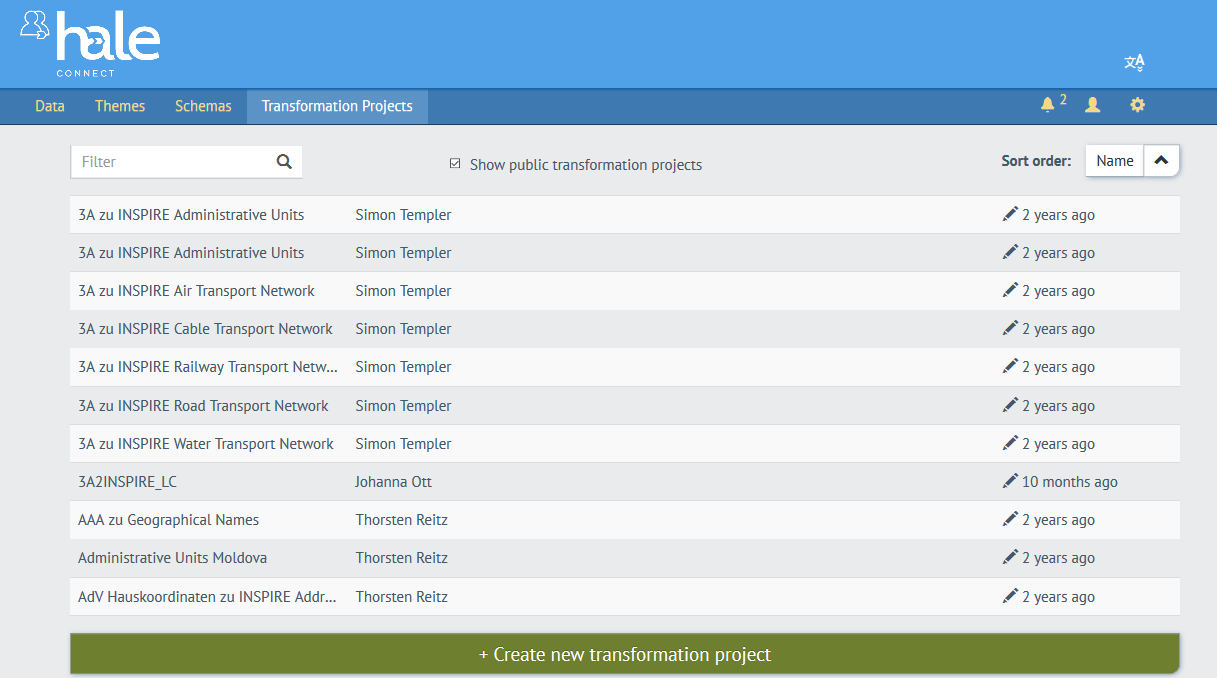 hale
CONNECT
Data Themes Schemas Transformation Projects 2
Filter Show public transformation projects Sort order: Name
3A zu INSPIRE Administrative Units Simon Templer 2 years ago
3A zu INSPIRE Administrative Units Simon Templer 2 years ago
3A zu INSPIRE Air Transport Network Simon Templer 2 years ago
3A zu INSPIRE Cable Transport Network Simon Templer 2 years ago
3A zu INSPIRE Railway Transport Netw... Simon Templer 2 years ago
3A zu INSPIRE Road Transport Network Simon Templer 2 years ago
3A zu INSPIRE Water Transport Network Simon Templer 2 years ago
3A2INSPIRE_LC Johanna Ott 10 months ago
AAA zu Geographical Names Thorsten Reitz 2 years ago
Administrative Units Moldova Thorsten Reitz 2 years ago
AdV Hauskoordinaten zu INSPIRE Addr... Thorsten Reitz 2 years ago
+ Create new transformation project